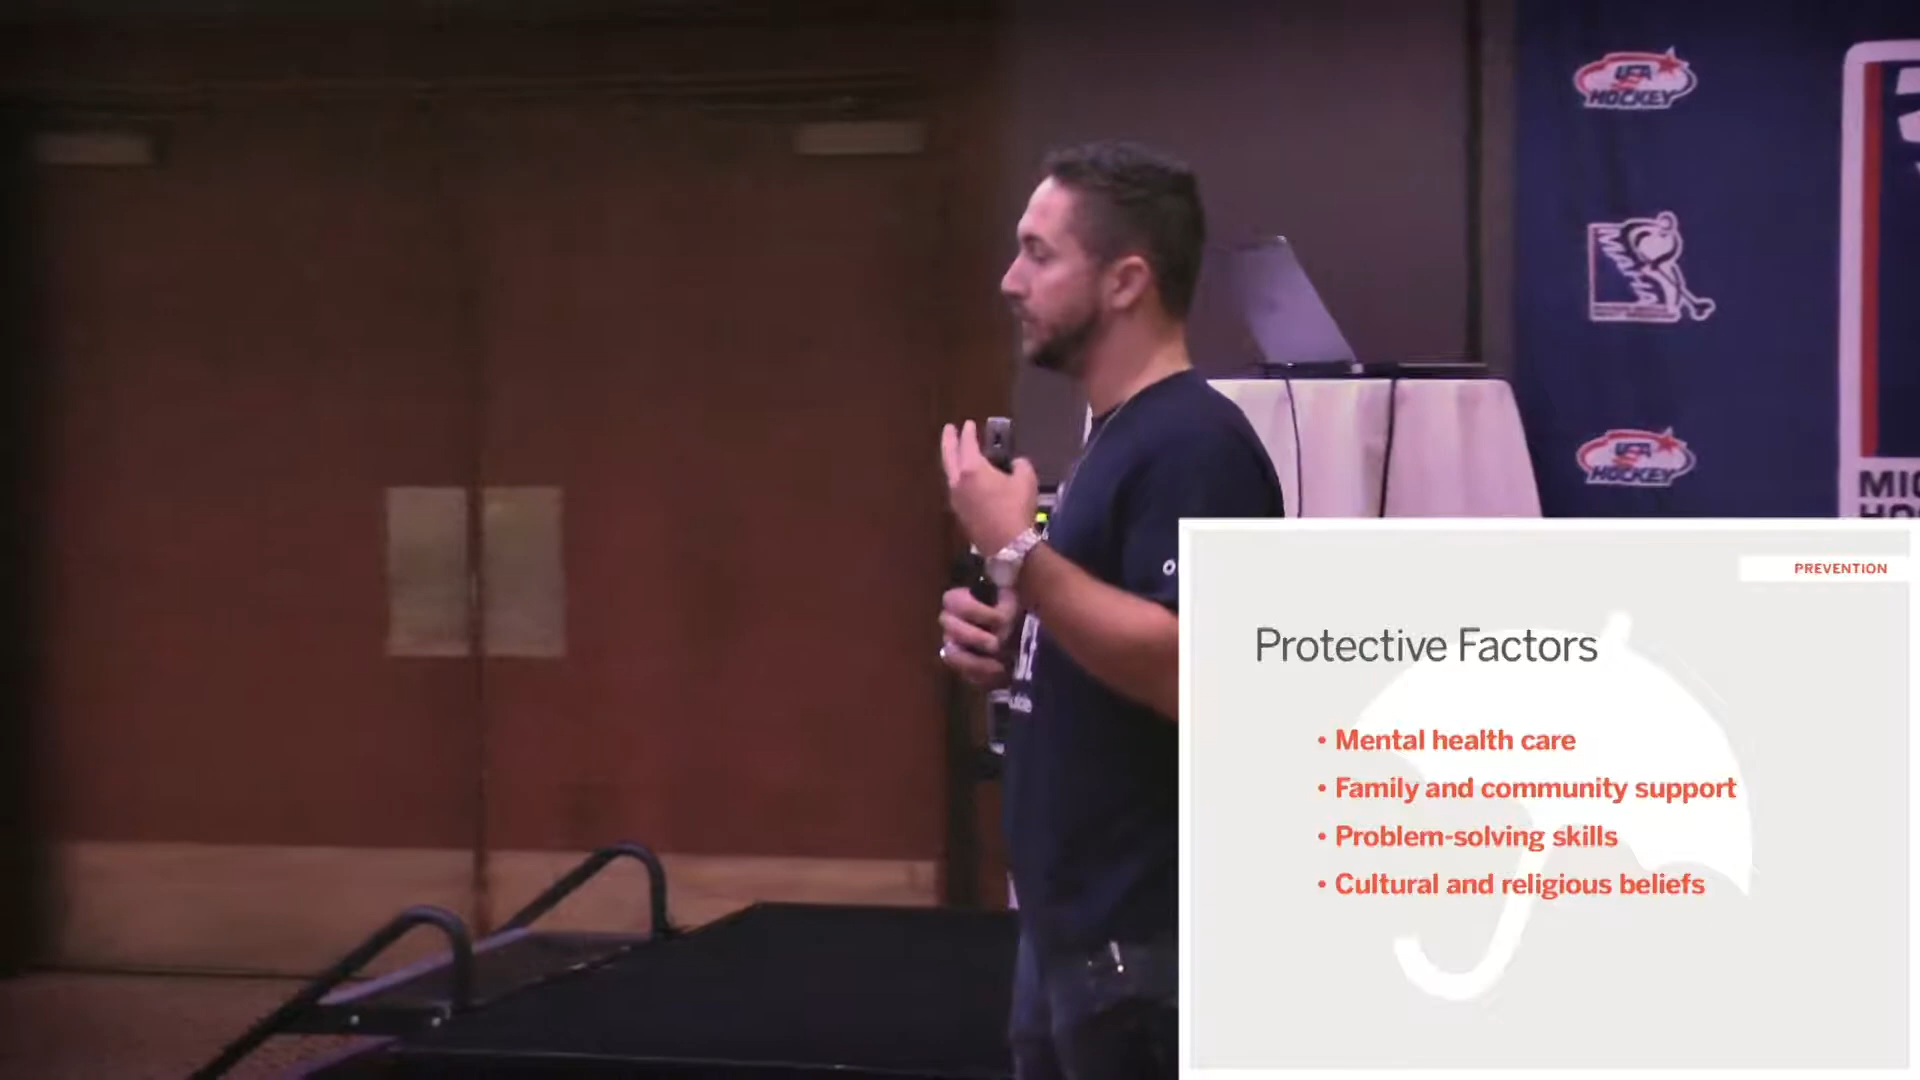 USA
HOCKEY
MAHA
USA
HOCKEY
PREVENTION
Protective Factors
• Mental health care
• Family and community support
• Problem-solving skills
• Cultural and religious beliefs